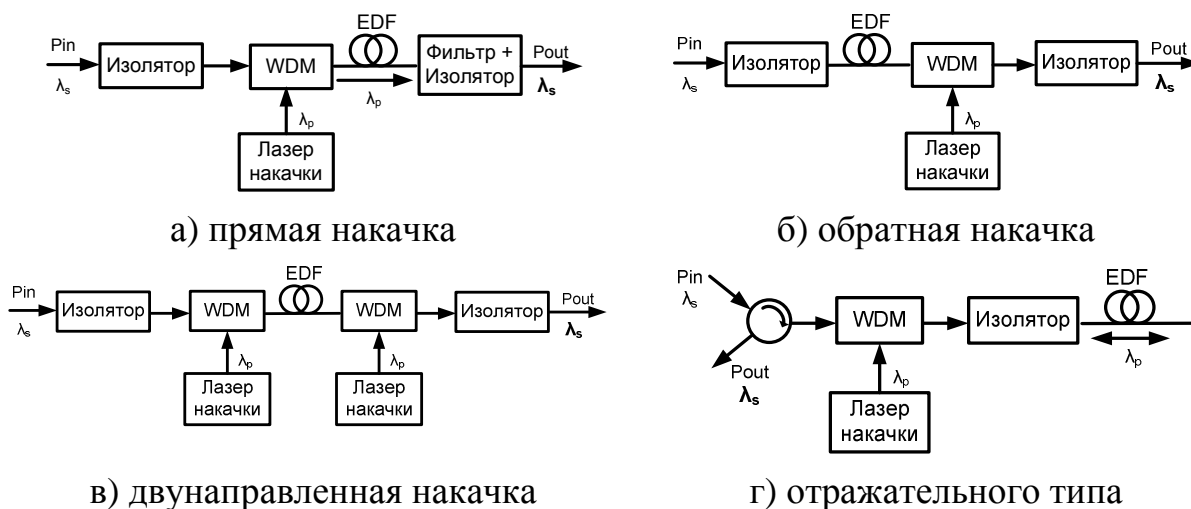 Pin
λs
Изолятор
WDM
EDF
λp
Фильтр +
Изолятор
Pout
λs
λp
Лазер
накачки
а) прямая накачка
Pin
λs
Изолятор
EDF
WDM
Изолятор
Pout
λs
λp
Лазер
накачки
б) обратная накачка
Pin
λs
Изолятор
WDM
EDF
WDM
Изолятор
Pout
λs
λp
λp
Лазер
накачки
Лазер
накачки
в) двунаправленная накачка
Pin
λs
WDM
Изолятор
EDF
λp
Pout
λs
λp
Лазер
накачки
г) отражательного типа